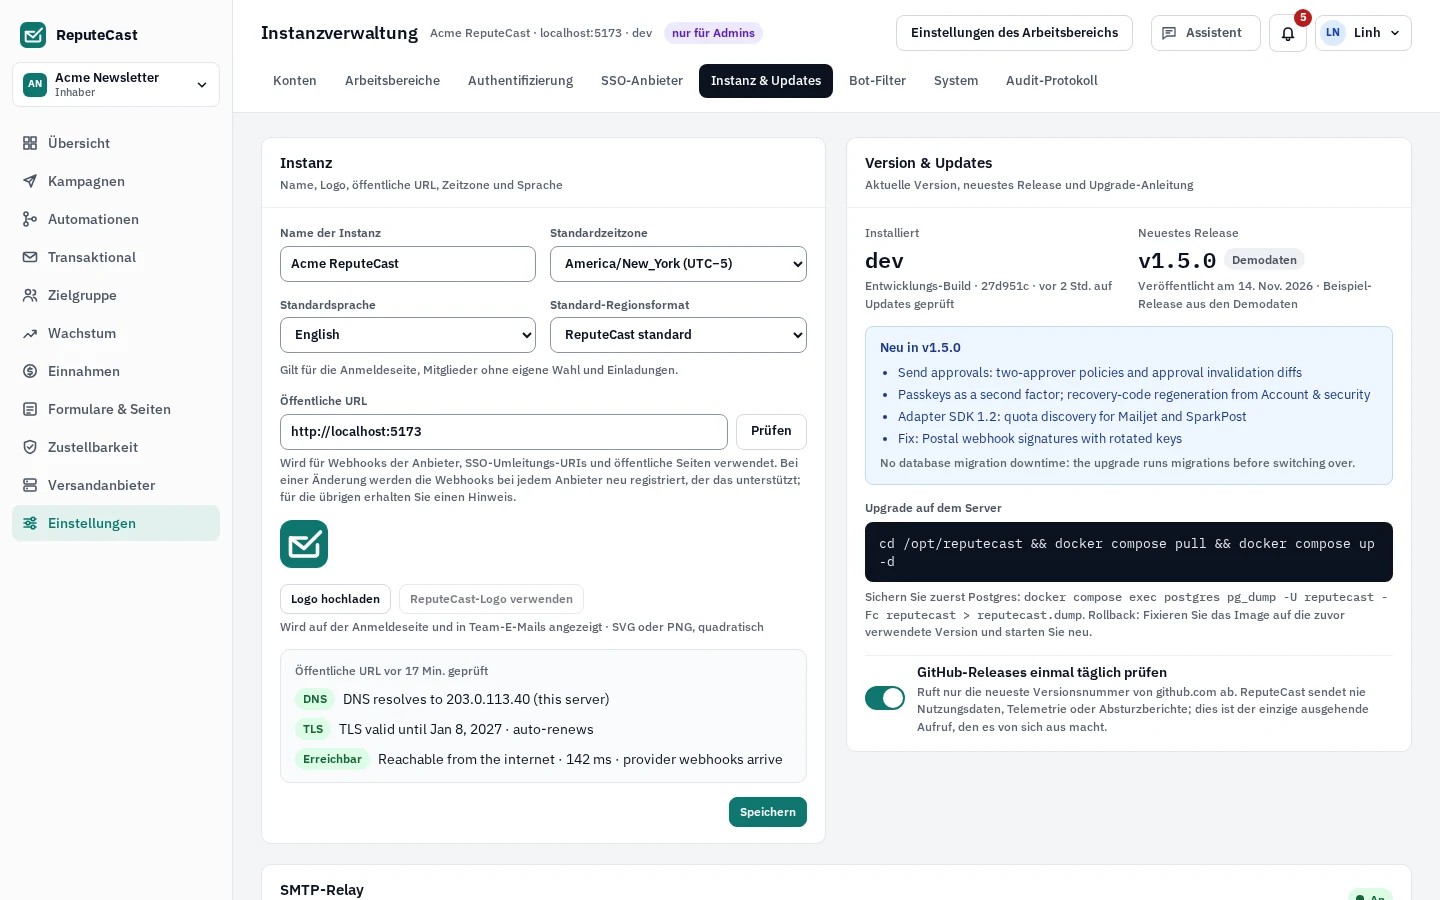 ReputeCast
AN
Acme Newsletter
Inhaber
Übersicht
Kampagnen
Automationen
Transaktional
Zielgruppe
Wachstum
Einnahmen
Formulare & Seiten
Zustellbarkeit
Versandanbieter
Einstellungen
Instanzverwaltung
Acme ReputeCast · localhost:5173 · dev
nur für Admins
Einstellungen des Arbeitsbereichs
Assistent
5
LN
Linh
Konten
Arbeitsbereiche
Authentifizierung
SSO-Anbieter
Instanz & Updates
Bot-Filter
System
Audit-Protokoll
Instanz
Name, Logo, öffentliche URL, Zeitzone und Sprache
Name der Instanz
Standardzeitzone
Acme ReputeCast
America/New_York (UTC−5)
Standardsprache
Standard-Regionsformat
English
ReputeCast standard
Gilt für die Anmeldeseite, Mitglieder ohne eigene Wahl und Einladungen.
Öffentliche URL
http://localhost:5173
Prüfen
Wird für Webhooks der Anbieter, SSO-Umleitungs-URIs und öffentliche Seiten verwendet. Bei
einer Änderung werden die Webhooks bei jedem Anbieter neu registriert, der das unterstützt;
für die übrigen erhalten Sie einen Hinweis.
Logo hochladen
ReputeCast-Logo verwenden
Wird auf der Anmeldeseite und in Team-E-Mails angezeigt · SVG oder PNG, quadratisch
Öffentliche URL vor 17 Min. geprüft
DNS
DNS resolves to 203.0.113.40 (this server)
TLS
TLS valid until Jan 8, 2027 · auto-renews
Erreichbar
Reachable from the internet · 142 ms · provider webhooks arrive
Speichern
Version & Updates
Aktuelle Version, neuestes Release und Upgrade-Anleitung
Installiert
dev
Entwicklungs-Build · 27d951c · vor 2 Std. auf
Updates geprüft
Neuestes Release
v1.5.0
Demodaten
Veröffentlicht am 14. Nov. 2026 · Beispiel-
Release aus den Demodaten
Neu in v1.5.0
• Send approvals: two-approver policies and approval invalidation diffs
• Passkeys as a second factor; recovery-code regeneration from Account & security
• Adapter SDK 1.2: quota discovery for Mailjet and SparkPost
• Fix: Postal webhook signatures with rotated keys
No database migration downtime: the upgrade runs migrations before switching over.
Upgrade auf dem Server
cd /opt/reputecast && docker compose pull && docker compose up
-d
Sichern Sie zuerst Postgres: docker compose exec postgres pg_dump -U reputecast -
Fc reputecast > reputecast.dump. Rollback: Fixieren Sie das Image auf die zuvor
verwendete Version und starten Sie neu.
GitHub-Releases einmal täglich prüfen
Ruft nur die neueste Versionsnummer von github.com ab. ReputeCast sendet nie
Nutzungsdaten, Telemetrie oder Absturzberichte; dies ist der einzige ausgehende
Aufruf, den es von sich aus macht.
SMTP-Relay
An